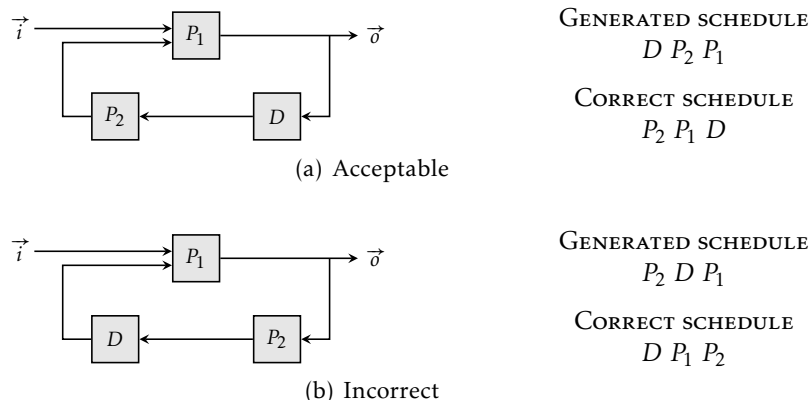 i P₁ o
P₂ D
GENERATED SCHEDULE
D P₂ P₁
CORRECT SCHEDULE
P₂ P₁ D
(a) Acceptable
i P₁ o
D P₂
GENERATED SCHEDULE
P₂ D P₁
CORRECT SCHEDULE
D P₁ P₂
(b) Incorrect